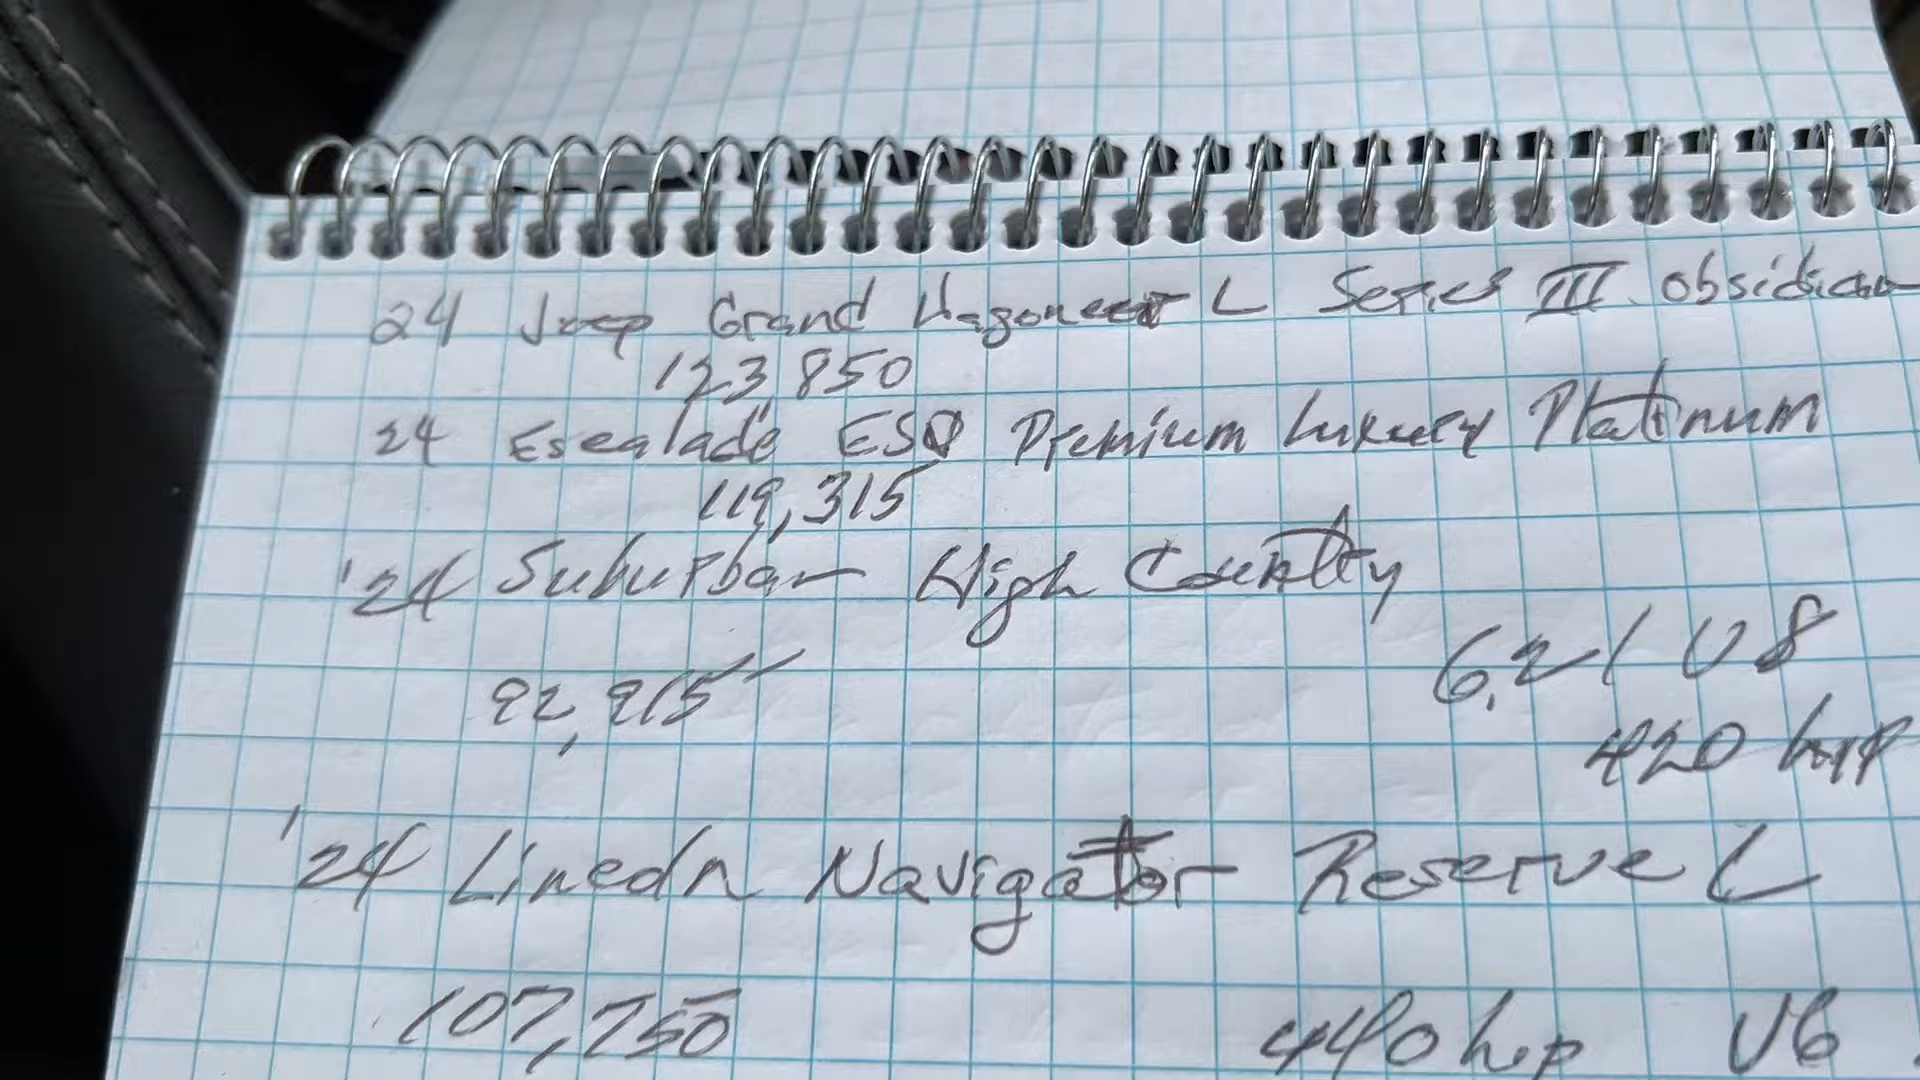 24 Jeep Grand Wagoneer L Series III Obsidian
123,850
24 Escalade ESV Premium Luxury Platinum
119,315
'24 Suburban High Country
6.2 l V8
92,915
420 hp
'24 Lincoln Navigator Reserve L
107,750
440 hp V6